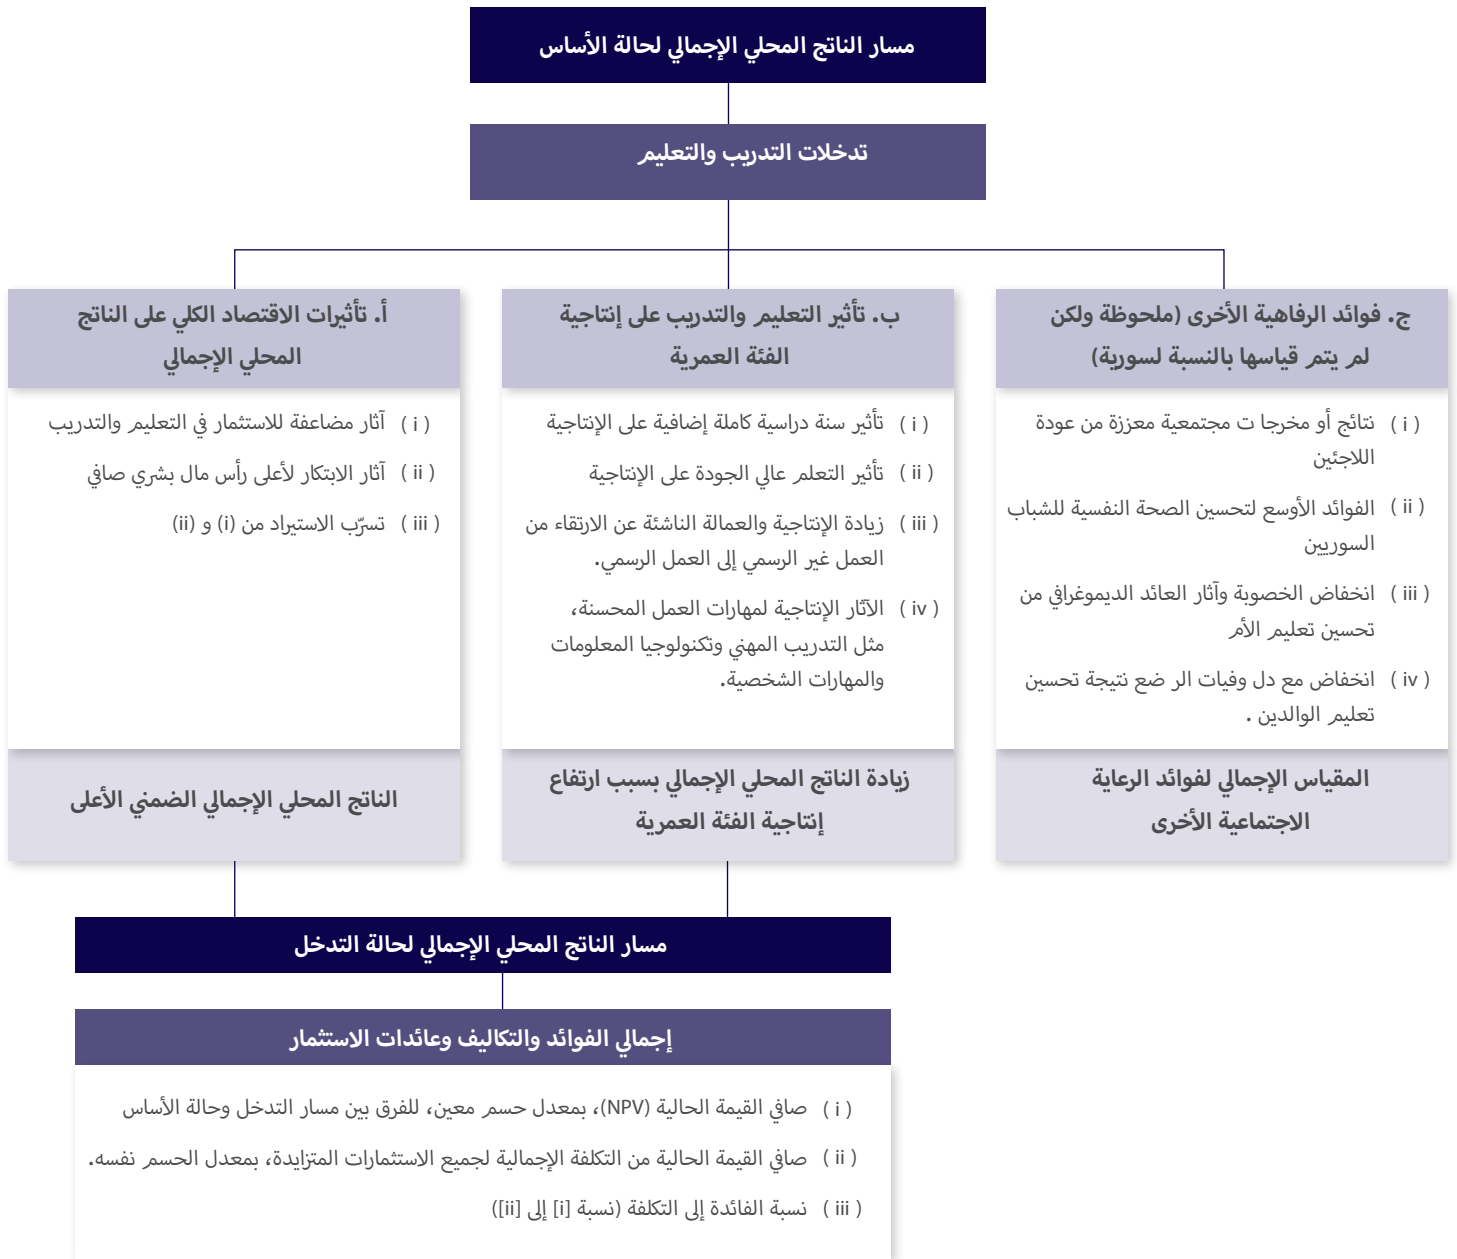 مسار الناتج المحلي الإجمالي لحالة الأساس
تدخلات التدريب والتعليم
ج. فوائد الرفاهية الأخرى (ملحوظة ولكن
لم يتم قياسها بالنسبة لسورية)
( i ) نتائج أو مخرجا ت مجتمعية معززة من عودة
اللاجئين
( ii ) الفوائد الأوسع لتحسين الصحة النفسية للشباب
السوريين
( iii ) انخفاض الخصوبة وآثار العائد الديموغرافي من
تحسين تعليم الأم
( iv ) انخفاض مع دل وفيات الر ضع نتيجة تحسين
تعليم الوالدين .
المقياس الإجمالي لفوائد الرعاية
الاجتماعية الأخرى
ب. تأثير التعليم والتدريب على إنتاجية
الفئة العمرية
( i ) تأثير سنة دراسية كاملة إضافية على الإنتاجية
( ii ) تأثير التعلم عالي الجودة على الإنتاجية
( iii ) زيادة الإنتاجية والعمالة الناشئة عن الارتقاء من
العمل غير الرسمي إلى العمل الرسمي.
( iv ) الآثار الإنتاجية لمهارات العمل المحسنة،
مثل التدريب المهني وتكنولوجيا المعلومات
والمهارات الشخصية.
زيادة الناتج المحلي الإجمالي بسبب ارتفاع
إنتاجية الفئة العمرية
أ. تأثيرات الاقتصاد الكلي على الناتج
المحلي الإجمالي
( i ) آثار مضاعفة للاستثمار في التعليم والتدريب
( ii ) آثار الابتكار لأعلى رأس مال بشري صافي
( iii ) تسرّب الاستيراد من (i) و (ii)
الناتج المحلي الإجمالي الضمني الأعلى
مسار الناتج المحلي الإجمالي لحالة التدخل
إجمالي الفوائد والتكاليف وعائدات الاستثمار
( i ) صافي القيمة الحالية (NPV)، بمعدل حسم معين، للفرق بين مسار التدخل وحالة الأساس
( ii ) صافي القيمة الحالية من التكلفة الإجمالية لجميع الاستثمارات المتزايدة، بمعدل الحسم نفسه.
( iii ) نسبة الفائدة إلى التكلفة (نسبة [i] إلى [ii])